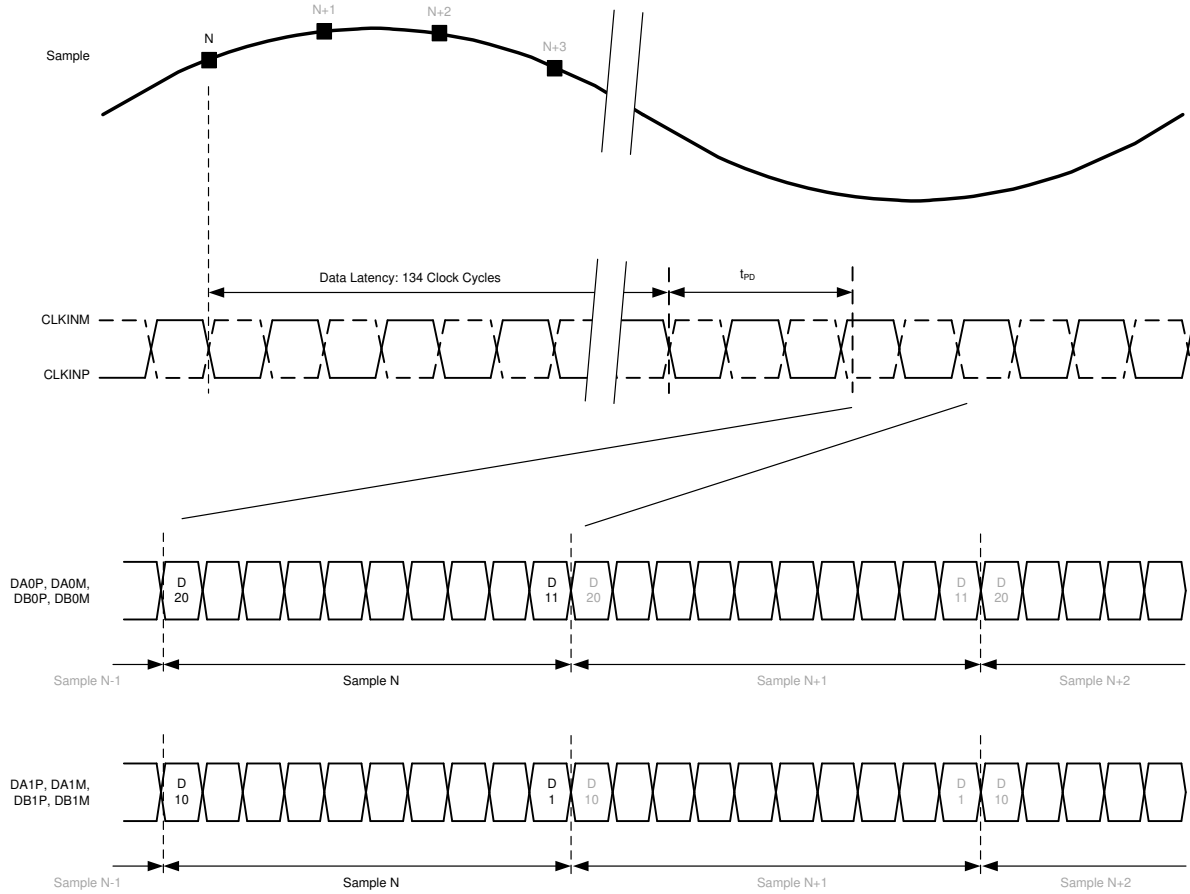 N+1
N+2
N
N+3
Sample
Data Latency: 134 Clock Cycles
tPD
CLKINM
CLKINP
DA0P, DA0M,
DB0P, DB0M
D
20
D
11
D
20
D
11
D
20
Sample N-1
Sample N
Sample N+1
Sample N+2
DA1P, DA1M,
DB1P, DB1M
D
10
D
1
D
10
D
1
D
10
Sample N-1
Sample N
Sample N+1
Sample N+2